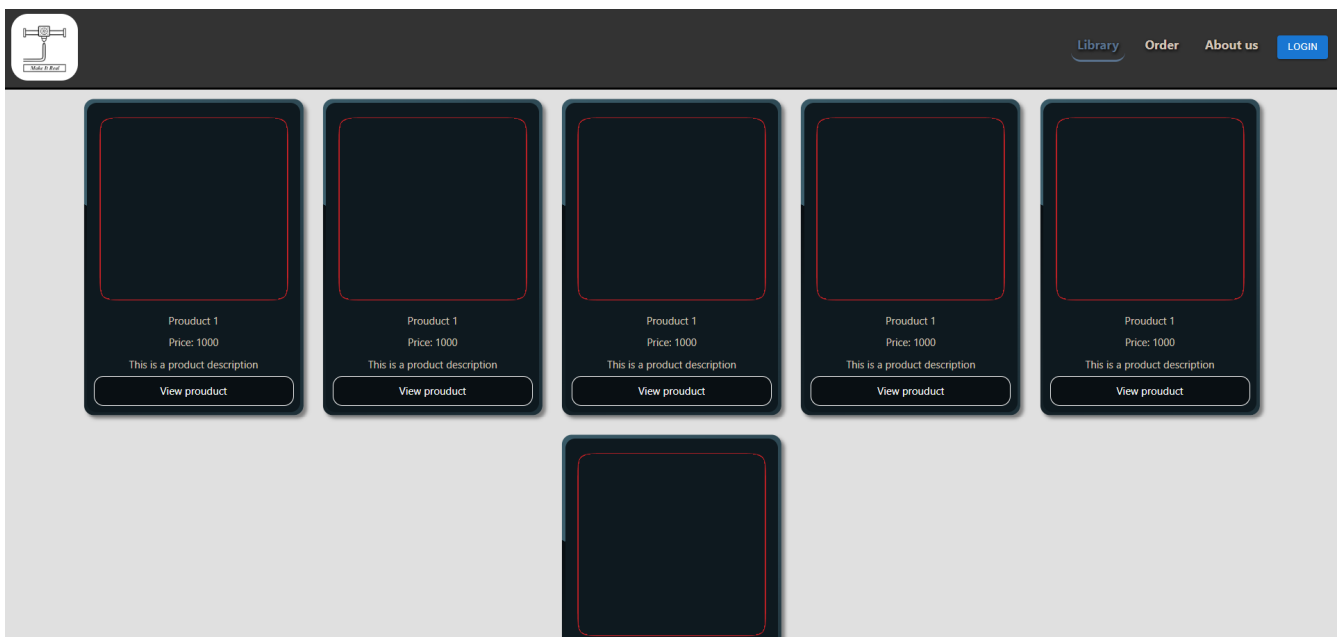 Make It Real
Library
Order
About us
LOGIN
Prouduct 1
Price: 1000
This is a product description
View prouduct
Prouduct 1
Price: 1000
This is a product description
View prouduct
Prouduct 1
Price: 1000
This is a product description
View prouduct
Prouduct 1
Price: 1000
This is a product description
View prouduct
Prouduct 1
Price: 1000
This is a product description
View prouduct